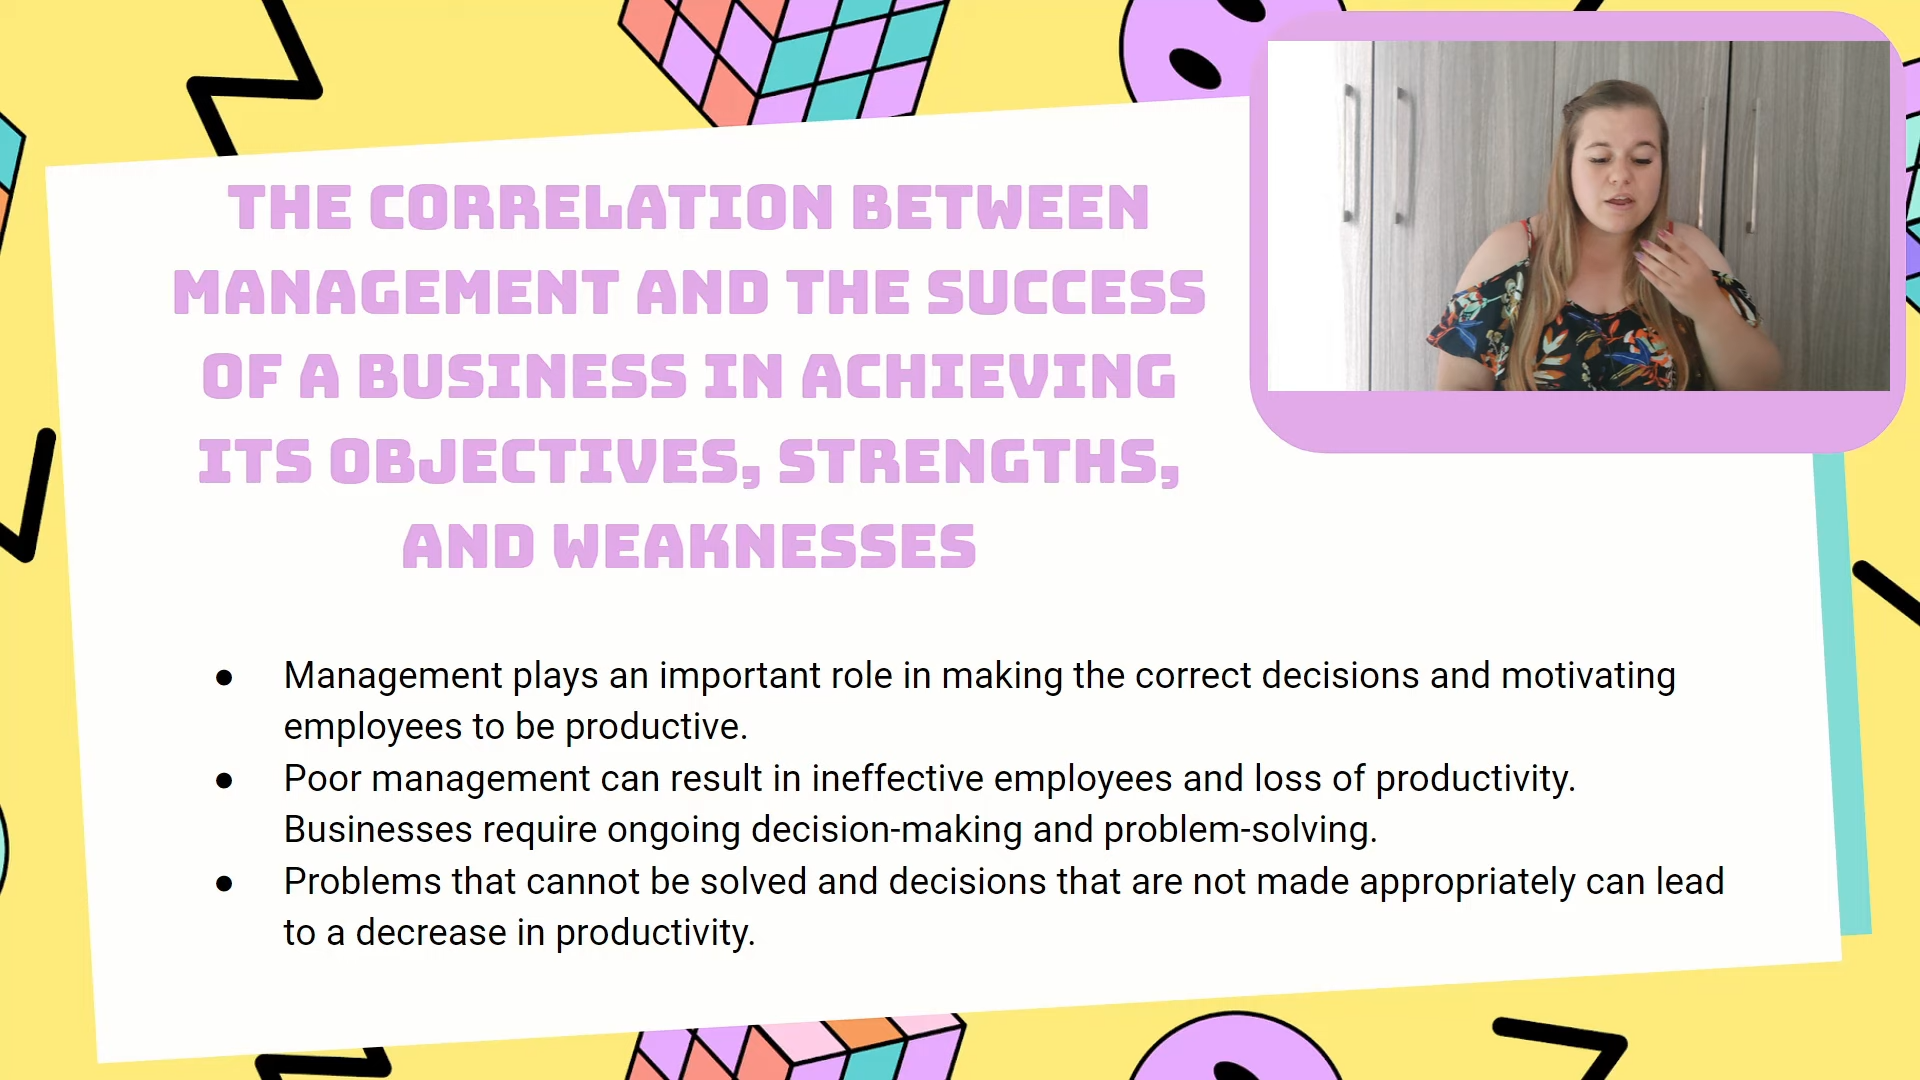 THE CORRELATION BETWEEN
MANAGEMENT AND THE SUCCESS
OF A BUSINESS IN ACHIEVING
ITS OBJECTIVES, STRENGTHS,
AND WEAKNESSES
● Management plays an important role in making the correct decisions and motivating
employees to be productive.
● Poor management can result in ineffective employees and loss of productivity.
Businesses require ongoing decision-making and problem-solving.
● Problems that cannot be solved and decisions that are not made appropriately can lead
to a decrease in productivity.